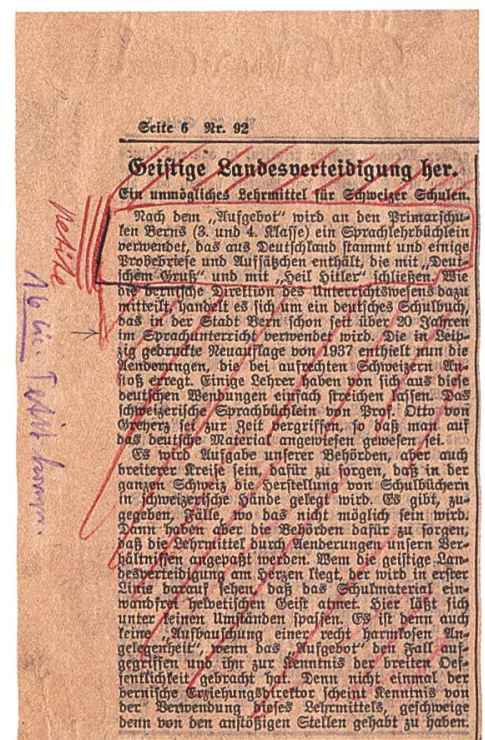 Seite 6 Nr. 92
Geistige Landesverteidigung her.
Ein unmögliches Lehrmittel für Schweizer Schulen.
Nach dem „Aufgebot“ wird an den Primarschu-
len Berns (3. und 4. Klasse) ein Sprachlehrbüchlein
verwendet, das aus Deutschland stammt und einige
Probebriefe und Aufsätzchen enthält, die mit „Deut-
schem Gruß“ und mit „Heil Hitler“ schließen. Wie
die bernische Direktion des Unterrichtswesens dazu
mitteilt, handelt es sich um ein deutsches Schulbuch,
das in der Stadt Bern schon seit über 20 Jahren
im Sprachunterricht verwendet wird. Die in Leip-
zig gedruckte Neuauflage von 1937 enthielt nun die
Aenderungen, die bei aufrechten Schweizern An-
stoß erregt. Einige Lehrer haben von sich aus diese
deutschen Wendungen einfach streichen lassen. Das
schweizerische Sprachbüchlein von Prof. Otto von
Greyerz sei zur Zeit vergriffen, so daß man auf
das deutsche Material angewiesen gewesen sei.
Es wird Aufgabe unserer Behörden, aber auch
breiterer Kreise sein, dafür zu sorgen, daß in der
ganzen Schweiz die Herstellung von Schulbüchern
in schweizerische Hände gelegt wird. Es gibt, zu-
gegeben, Fälle, wo das nicht möglich sein wird.
Dann haben aber die Behörden dafür zu sorgen,
daß die Lehrmittel durch Aenderungen unsern Ver-
hältnissen angepaßt werden. Wem die geistige Lan-
desverteidigung am Herzen liegt, der wird in erster
Linie darauf sehen, daß das Schulmaterial ein-
wandfrei helvetischen Geist atmet. Hier läßt sich
unter keinen Umständen spassen. Es ist denn auch
keine „Aufbauschung einer recht harmlosen An-
gelegenheit“, wenn das „Aufgebot“ den Fall auf-
gegriffen und ihn zur Kenntnis der breiten Oef-
fentlichkeit gebracht hat. Denn nicht einmal der
bernische Erziehungsdirektor scheint Kenntnis von
der Verwendung dieses Lehrmittels, geschweige
denn von den anstößigen Stellen gehabt zu haben.